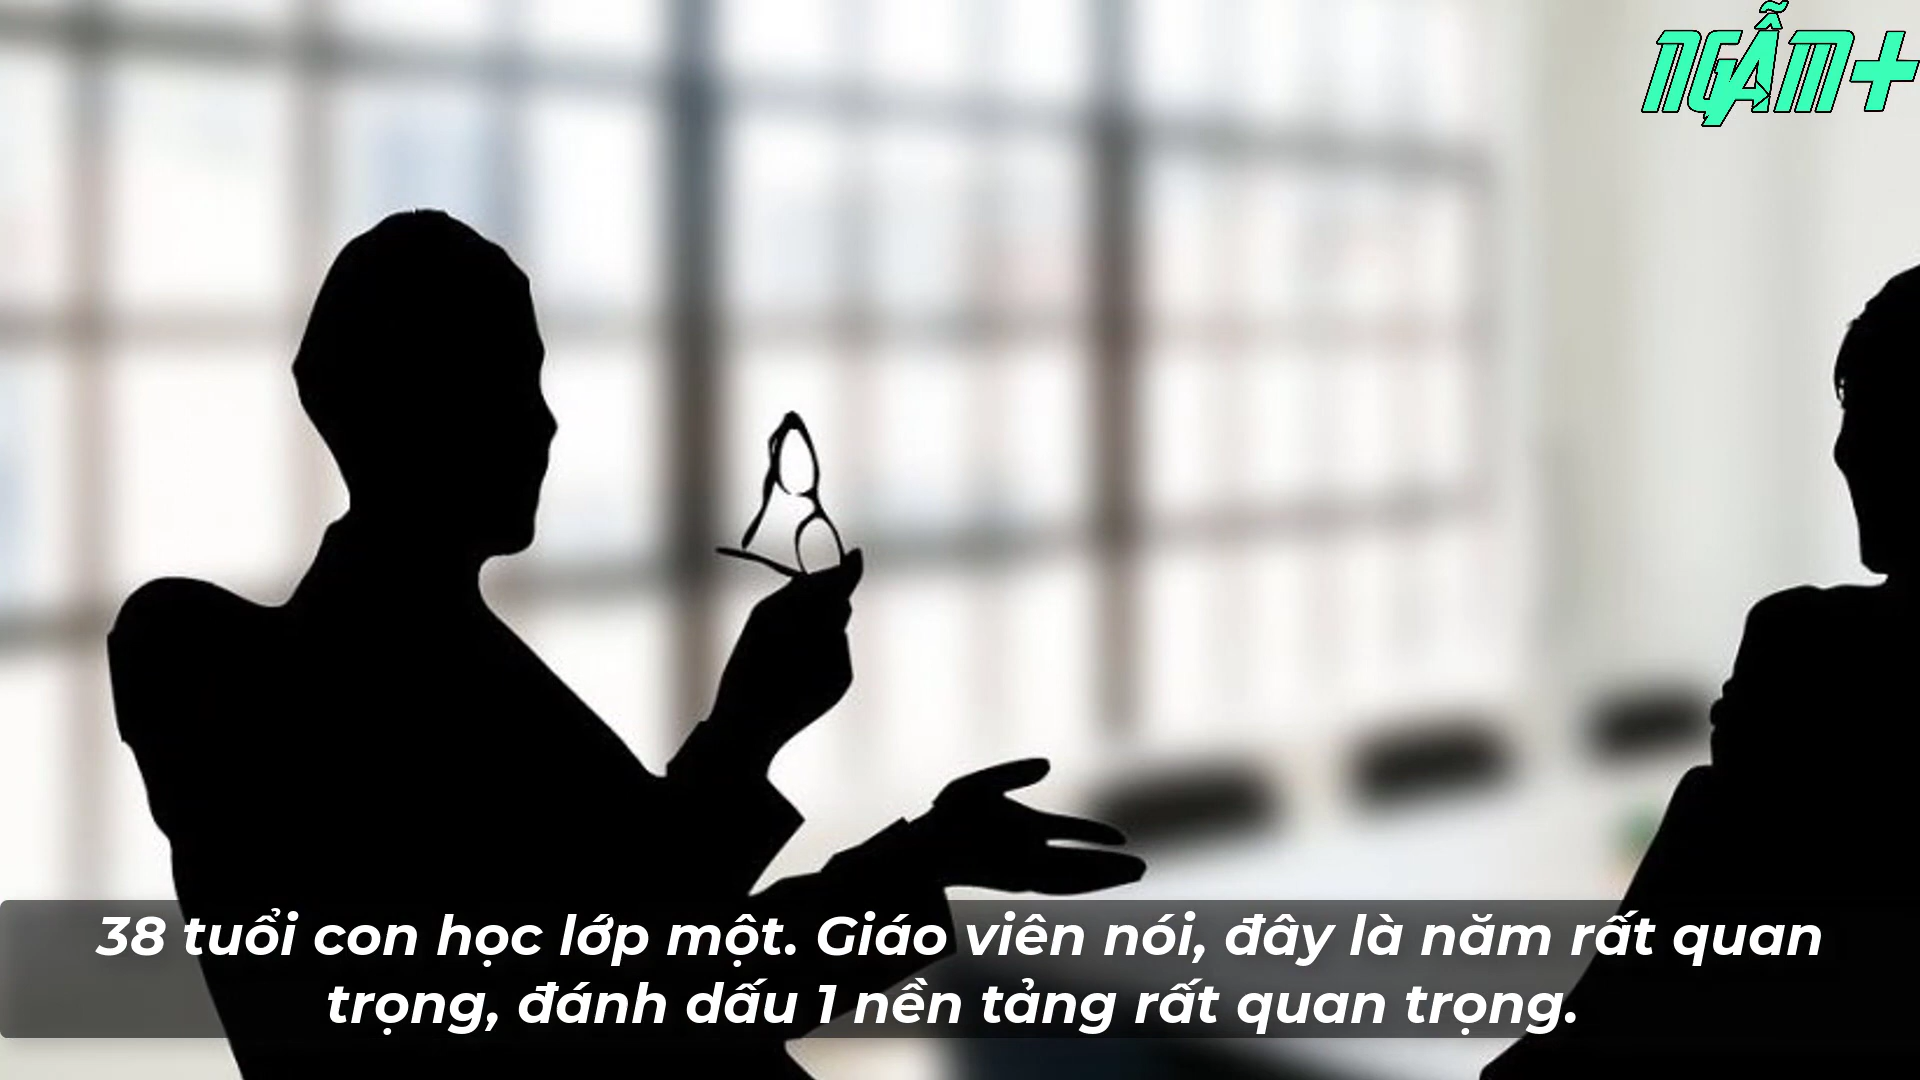 NGẪM+
38 tuổi con học lớp một. Giáo viên nói, đây là năm rất quan
trọng, đánh dấu 1 nền tảng rất quan trọng.